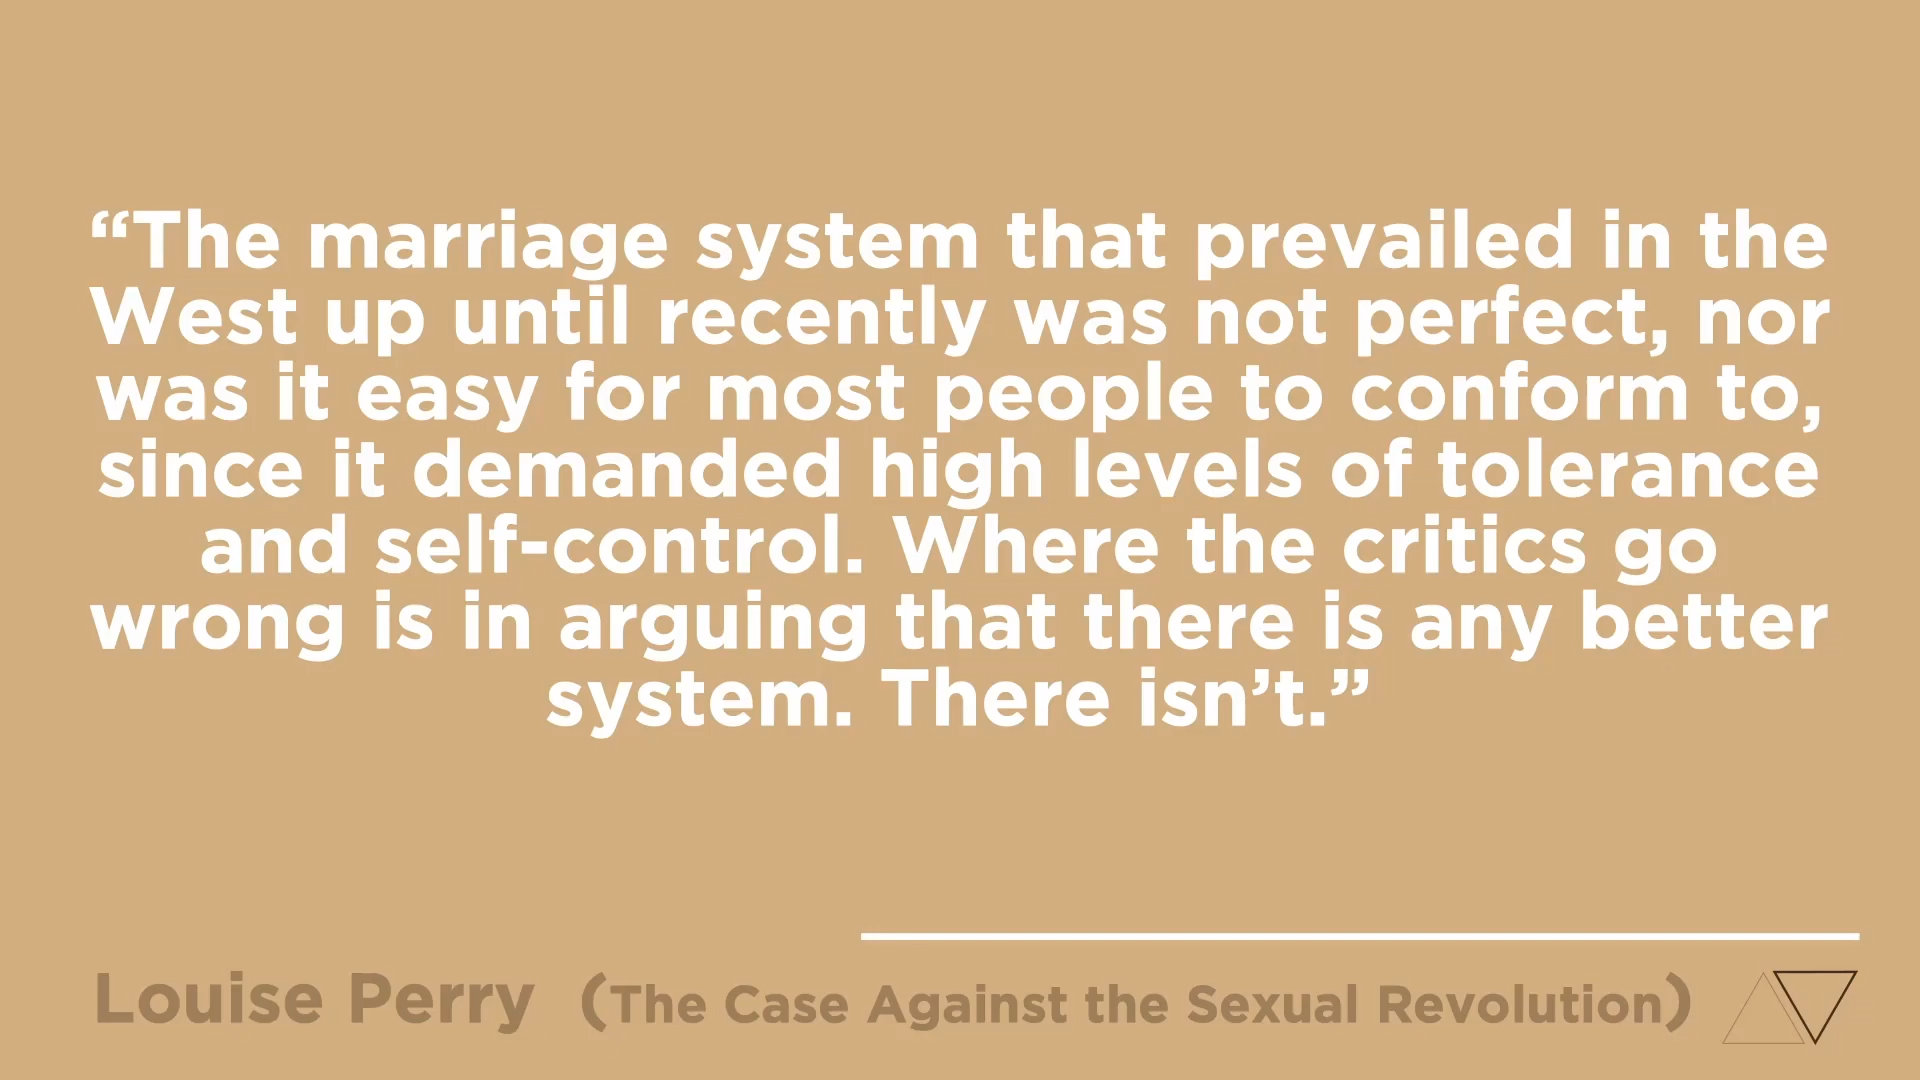 “The marriage system that prevailed in the
West up until recently was not perfect, nor
was it easy for most people to conform to,
since it demanded high levels of tolerance
and self-control. Where the critics go
wrong is in arguing that there is any better
system. There isn’t.”
Louise Perry (The Case Against the Sexual Revolution)